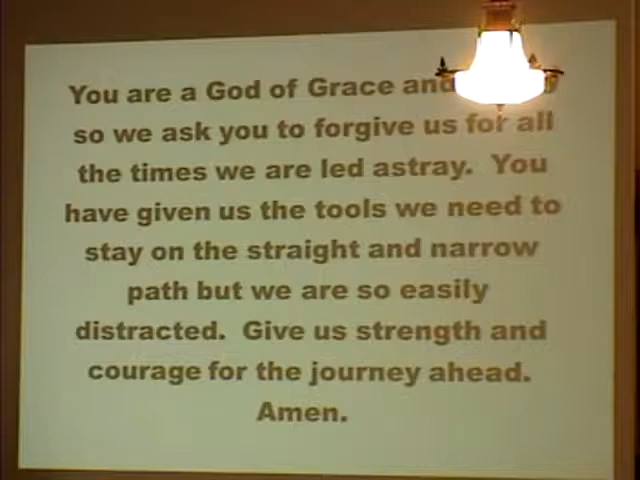 You are a God of Grace and
so we ask you to forgive us for all
the times we are led astray. You
have given us the tools we need to
stay on the straight and narrow
path but we are so easily
distracted. Give us strength and
courage for the journey ahead.
Amen.